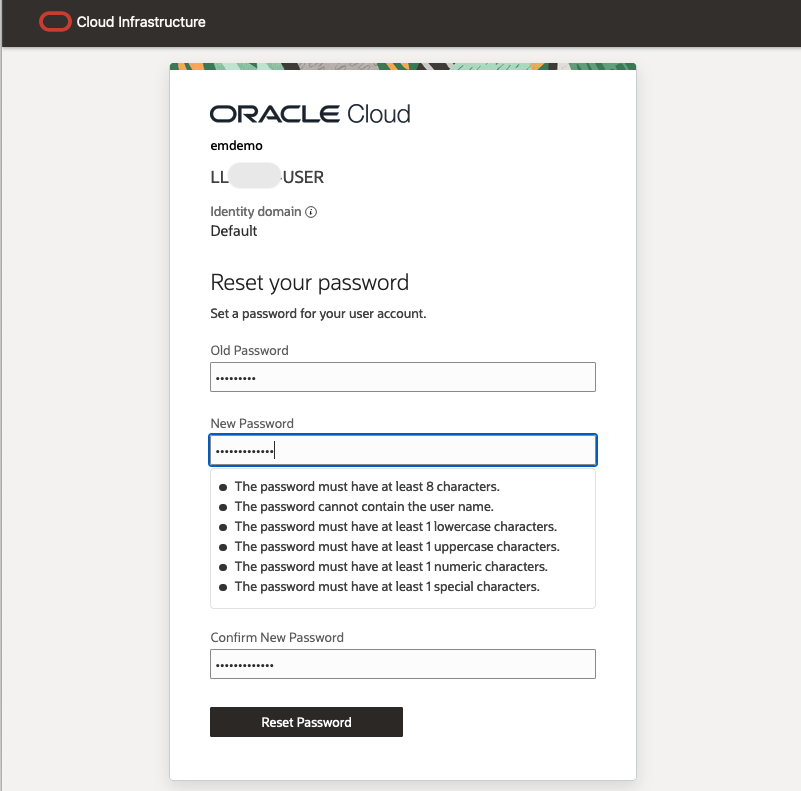 Cloud Infrastructure
ORACLE Cloud
emdemo
LL -USER
Identity domain
Default
Reset your password
Set a password for your user account.
Old Password
•••••••••
New Password
•••••••••••••
The password must have at least 8 characters.
The password cannot contain the user name.
The password must have at least 1 lowercase characters.
The password must have at least 1 uppercase characters.
The password must have at least 1 numeric characters.
The password must have at least 1 special characters.
Confirm New Password
•••••••••••••
Reset Password